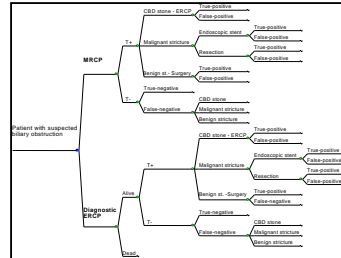 CBD stone - ERCP
True-positive
False-positive
T+
Malignant stricture
Endoscopic stent
True-positive
False-positive
Resection
True-positive
False-positive
Benign st.- Surgery
True-positive
False-positive
MRCP
T-
True-negative
False-negative
CBD stone
Malignant stricture
Benign stricture
Patient with suspected
biliary obstruction
CBD stone - ERCP
True-positive
False-positive
T+
Malignant stricture
Endoscopic stent
True-positive
False-positive
Resection
True-positive
False-positive
Benign st. -Surgery
True-positive
False-positive
Alive
Diagnostic
ERCP
T-
True-negative
False-negative
CBD stone
Malignant stricture
Benign stricture
Dead